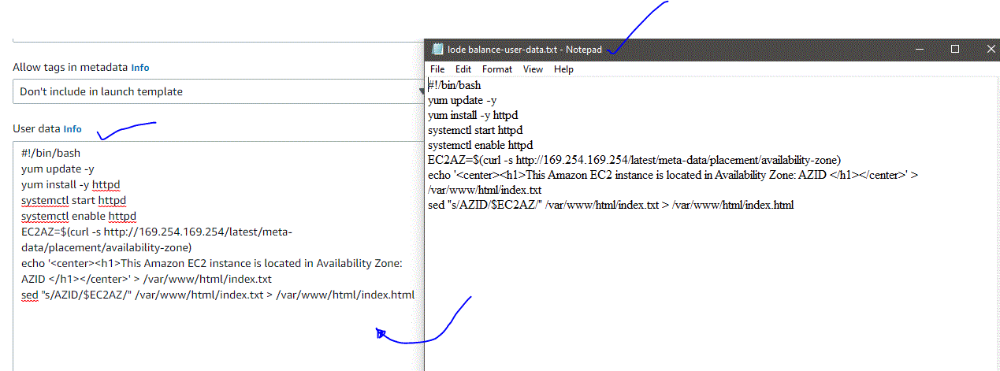 Allow tags in metadata Info
Don't include in launch template
User data Info
#!/bin/bash
yum update -y
yum install -y httpd
systemctl start httpd
systemctl enable httpd
EC2AZ=$(curl -s http://169.254.169.254/latest/meta-
data/placement/availability-zone)
echo '<center><h1>This Amazon EC2 instance is located in Availability Zone:
AZID </h1></center>' > /var/www/html/index.txt
sed "s/AZID/$EC2AZ/" /var/www/html/index.txt > /var/www/html/index.html
lode balance-user-data.txt - Notepad
File Edit Format View Help
#!/bin/bash
yum update -y
yum install -y httpd
systemctl start httpd
systemctl enable httpd
EC2AZ=$(curl -s http://169.254.169.254/latest/meta-data/placement/availability-zone)
echo '<center><h1>This Amazon EC2 instance is located in Availability Zone: AZID </h1></center>' >
/var/www/html/index.txt
sed "s/AZID/$EC2AZ/" /var/www/html/index.txt > /var/www/html/index.html